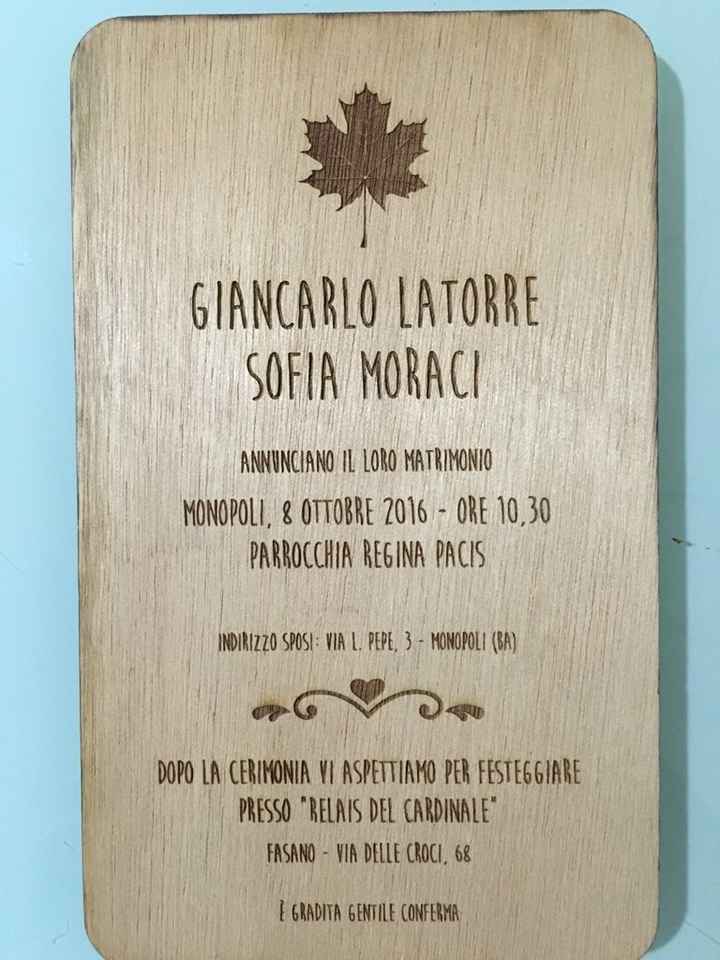 GIANCARLO LATORRE
SOFIA MORACI
ANNUNCIANO IL LORO MATRIMONIO
MONOPOLI, 8 OTTOBRE 2016 - ORE 10,30
PARROCCHIA REGINA PACIS
INDIRIZZO SPOSI: VIA L. PEPE, 3 - MONOPOLI (BA)
DOPO LA CERIMONIA VI ASPETTIAMO PER FESTEGGIARE
PRESSO "RELAIS DEL CARDINALE"
FASANO - VIA DELLE CROCI, 68
È GRADITA GENTILE CONFERMA